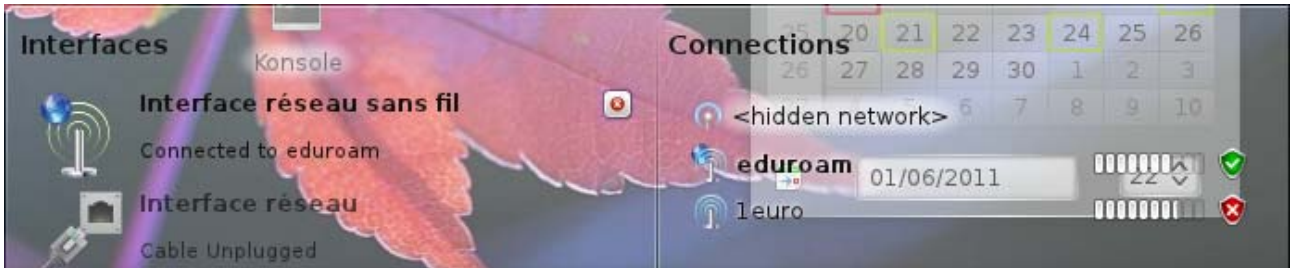 Interfaces
Konsole
Interface réseau sans fil
Connected to eduroam
Interface réseau
Cable Unplugged
Connections
25 20 21 22 23 24 25 26
26 27 28 29 30 1 2 3
6 7 8 9 10
<hidden network>
eduroam
01/06/2011
22
1euro